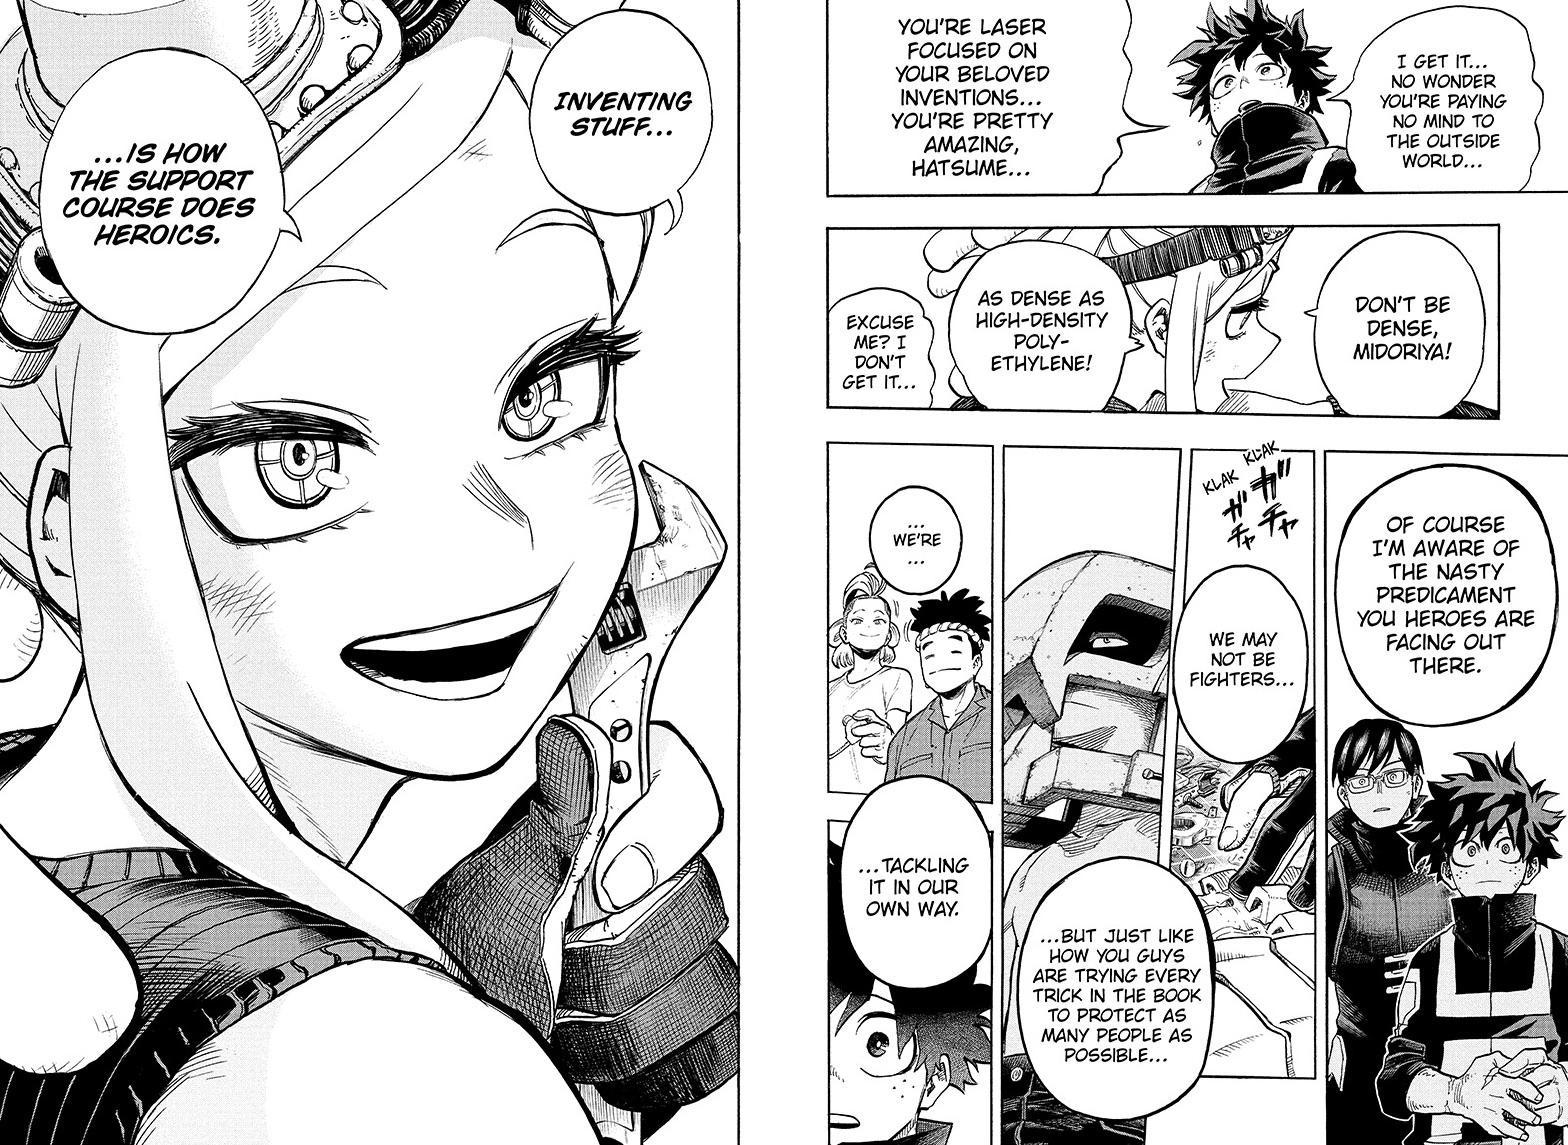 I GET IT...
NO WONDER
YOU'RE PAYING
NO MIND TO
THE OUTSIDE
WORLD...
YOU'RE LASER
FOCUSED ON
YOUR BELOVED
INVENTIONS...
YOU'RE PRETTY
AMAZING,
HATSUME...
DON'T BE
DENSE,
MIDORIYA!
AS DENSE AS
HIGH-DENSITY
POLY-
ETHYLENE!
EXCUSE
ME? I
DON'T
GET IT...
OF COURSE
I'M AWARE OF
THE NASTY
PREDICAMENT
YOU HEROES ARE
FACING OUT
THERE.
KLAK
KLAK
ガチャ
ガチャ
WE MAY
NOT BE
FIGHTERS...
...BUT JUST LIKE
HOW YOU GUYS
ARE TRYING EVERY
TRICK IN THE BOOK
TO PROTECT AS
MANY PEOPLE AS
POSSIBLE...
...
WE'RE
...
...TACKLING
IT IN OUR
OWN WAY.
INVENTING
STUFF...
...IS HOW
THE SUPPORT
COURSE DOES
HEROICS.